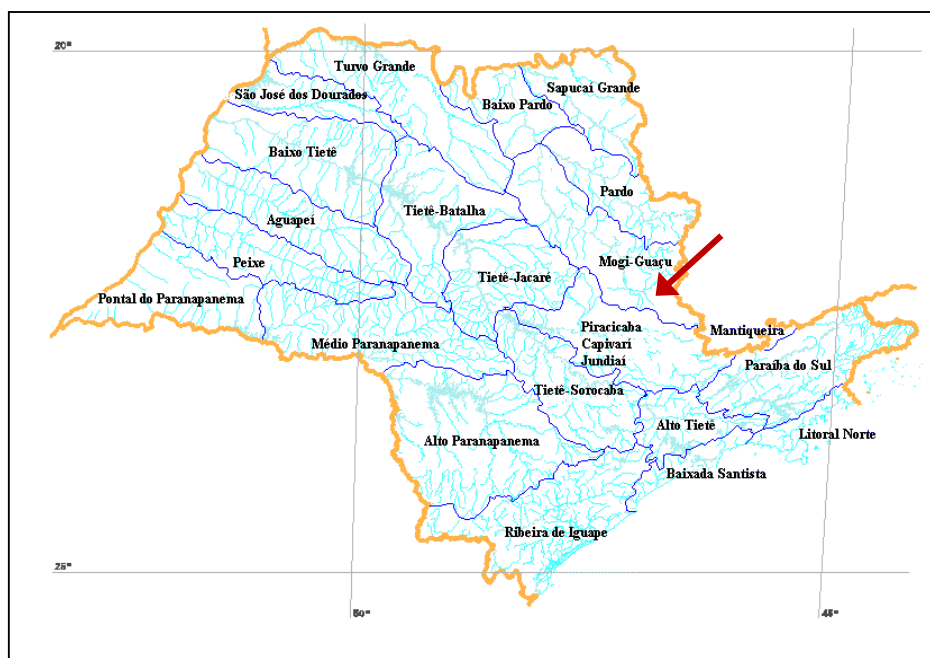 20°
Turvo Grande
Sapucaí Grande
São José dos Dourados
Baixo Pardo
Baixo Tietê
Pardo
Tietê-Batalha
Aguapeí
Mogi-Guaçu
Peixe
Tietê-Jacaré
Pontal do Paranapanema
Piracicaba
Capivari
Jundiaí
Mantiqueira
Médio Paranapanema
Paraíba do Sul
Tietê-Sorocaba
Alto Tietê
Litoral Norte
Alto Paranapanema
Baixada Santista
Ribeira de Iguape
25°
50°
45°